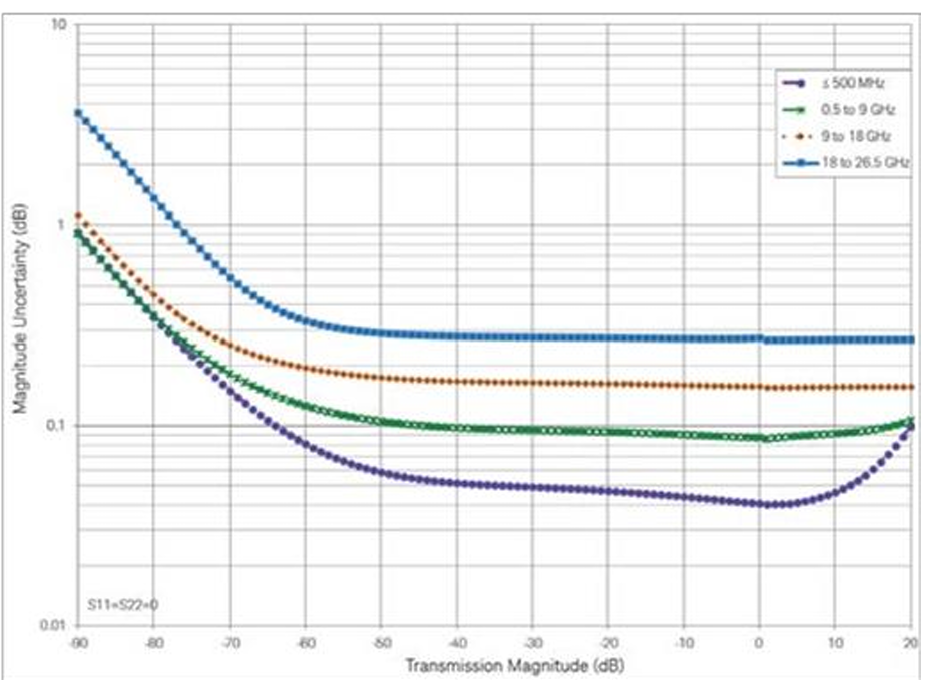 10
1
0.1
0.01
Magnitude Uncertainty (dB)
≤ 500 MHz
0.5 to 9 GHz
9 to 18 GHz
18 to 26.5 GHz
S11=S22=0
-90 -80 -70 -60 -50 -40 -30 -20 -10 0 10 20
Transmission Magnitude (dB)